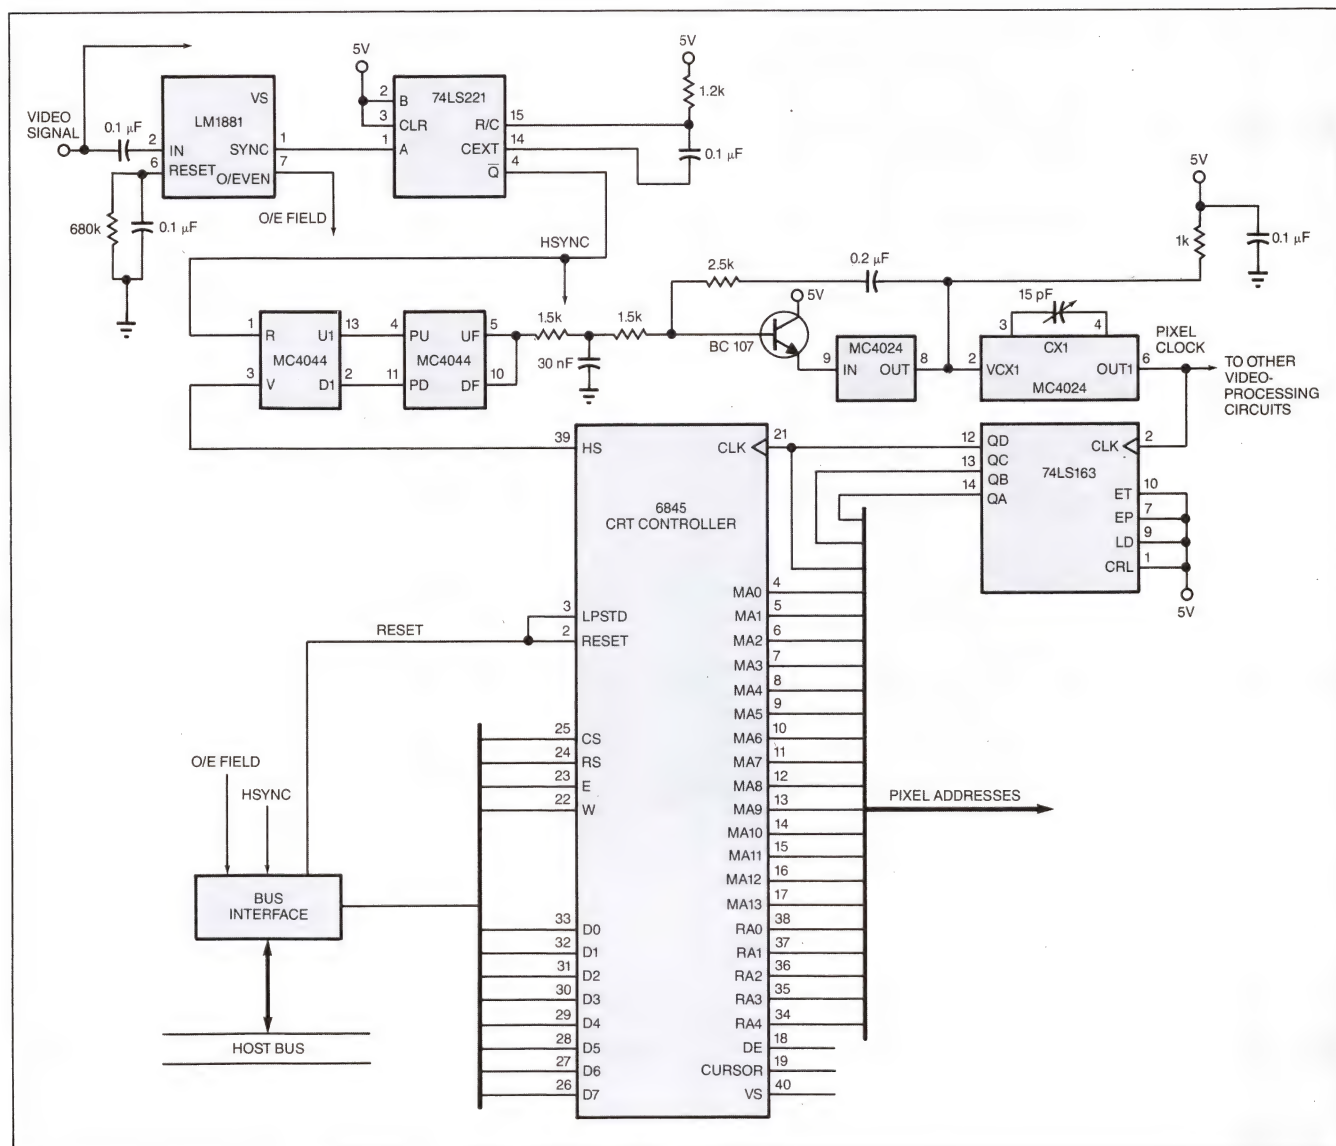 5V
5V
VIDEO
SIGNAL
0.1 µF
2
IN
6
RESET
VS
LM1881
SYNC
1
O/EVEN
7
680k
0.1 µF
O/E FIELD
2
B
3
CLR
1
A
74LS221
R/C
15
CEXT
14
Q
4
1.2k
0.1 µF
HSYNC
5V
1k
0.1 µF
2.5k
0.2 µF
1
R
3
V
MC4044
U1
13
D1
2
4
PU
11
PD
MC4044
UF
5
DF
10
1.5k
1.5k
30 nF
5V
BC 107
9
IN
MC4024
OUT
8
15 pF
3
4
2
VCX1
CX1
MC4024
OUT1
6
PIXEL
CLOCK
TO OTHER
VIDEO-
PROCESSING
CIRCUITS
39
HS
CLK
21
6845
CRT CONTROLLER
12
QD
13
QC
QB
14
QA
CLK
2
74LS163
ET
10
EP
7
LD
9
CRL
1
5V
RESET
3
LPSTD
2
RESET
25
CS
24
RS
23
E
22
W
33
D0
32
D1
31
D2
30
D3
29
D4
28
D5
27
D6
26
D7
MA0
4
MA1
5
MA2
6
MA3
7
MA4
8
MA5
9
MA6
10
MA7
11
MA8
12
MA9
13
MA10
14
MA11
15
MA12
16
MA13
17
RA0
38
RA1
37
RA2
36
RA3
35
RA4
34
DE
18
CURSOR
19
VS
40
PIXEL ADDRESSES
O/E FIELD
HSYNC
BUS
INTERFACE
HOST BUS